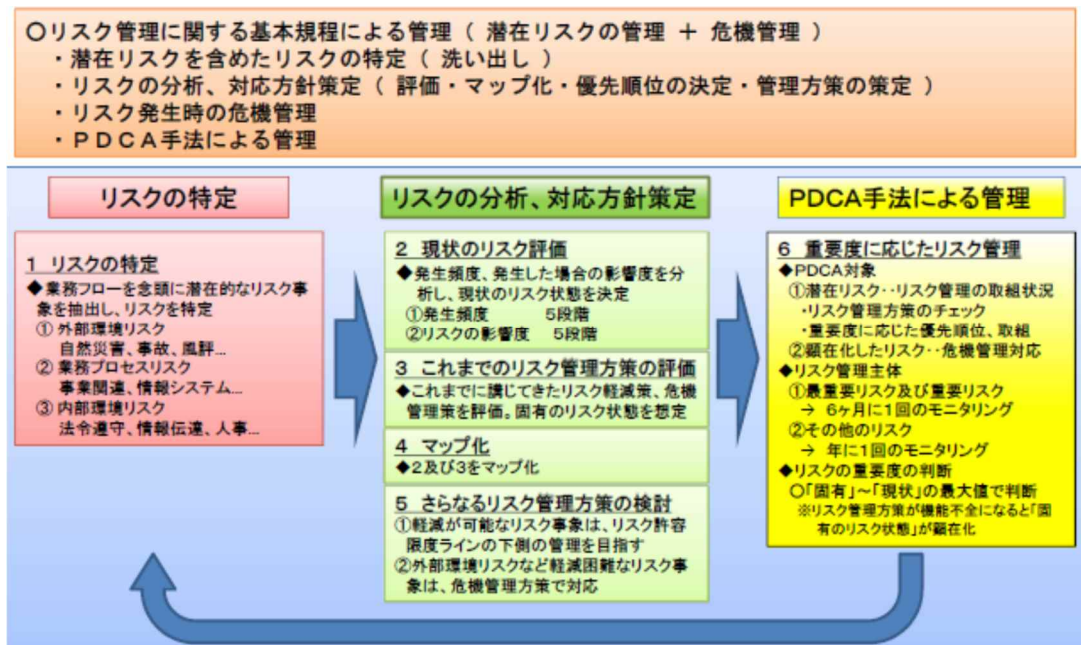 〇リスク管理に関する基本規程による管理（ 潜在リスクの管理 ＋ 危機管理 ）
・潜在リスクを含めたリスクの特定（ 洗い出し ）
・リスクの分析、対応方針策定（ 評価・マップ化・優先順位の決定・管理方策の策定 ）
・リスク発生時の危機管理
・ＰＤＣＡ手法による管理
リスクの特定
１ リスクの特定
◆業務フローを念頭に潜在的なリスク事
象を抽出し、リスクを特定
① 外部環境リスク
自然災害、事故、風評…
② 業務プロセスリスク
事業関連、情報システム…
③ 内部環境リスク
法令遵守、情報伝達、人事…
リスクの分析、対応方針策定
２ 現状のリスク評価
◆発生頻度、発生した場合の影響度を分
析し、現状のリスク状態を決定
①発生頻度 ５段階
②リスクの影響度 ５段階
３ これまでのリスク管理方策の評価
◆これまでに講じてきたリスク軽減策、危機
管理策を評価。固有のリスク状態を想定
４ マップ化
◆２及び３をマップ化
５ さらなるリスク管理方策の検討
①軽減が可能なリスク事象は、リスク許容
限度ラインの下側の管理を目指す
②外部環境リスクなど軽減困難なリスク事
象は、危機管理方策で対応
PDCA手法による管理
６ 重要度に応じたリスク管理
◆PDCA対象
①潜在リスク‥リスク管理の取組状況
・リスク管理方策のチェック
・重要度に応じた優先順位、取組
②顕在化したリスク‥危機管理対応
◆リスク管理主体
①最重要リスク及び重要リスク
→ 6ヶ月に1回のモニタリング
②その他のリスク
→ 年に1回のモニタリング
◆リスクの重要度の判断
〇「固有」～「現状」の最大値で判断
※リスク管理方策が機能不全になると「固
有のリスク状態」が顕在化